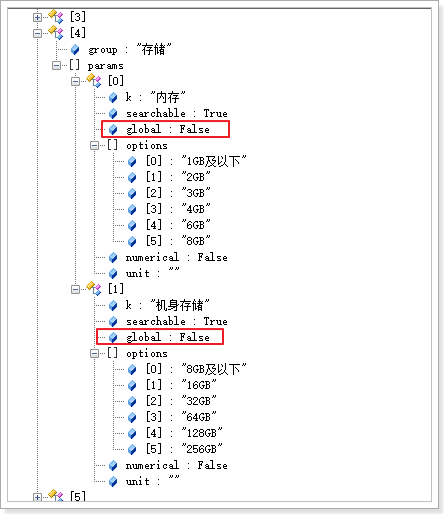 [3]
[4]
group : "存储"
[] params
[0]
k : "内存"
searchable : True
global : False
[] options
[0] : "1GB及以下"
[1] : "2GB"
[2] : "3GB"
[3] : "4GB"
[4] : "6GB"
[5] : "8GB"
numerical : False
unit : ""
[1]
k : "机身存储"
searchable : True
global : False
[] options
[0] : "8GB及以下"
[1] : "16GB"
[2] : "32GB"
[3] : "64GB"
[4] : "128GB"
[5] : "256GB"
numerical : False
unit : ""
[5]